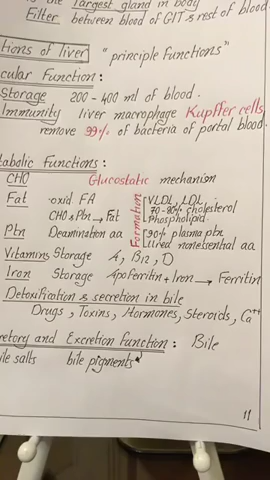 the largest gland in body
Filter between blood of GIT & rest of blood
tions of liver "principle functions"
cular Function:
Storage 200-400 ml of blood.
Immunity liver macrophage Kupffer cells
remove 99% of bacteria of portal blood.
tabolic Functions:
CHO Glucostatic mechanism
Fat oxid FA VLDL, LDL,
70-80% cholesterol
CHO & Ptn → Fat Phospholipid.
Formation
Ptn Deamination aa 90% plasma ptn
urea nonessential aa
Vitamins Storage A, B12, D
Iron Storage Apoferritin + Iron → Ferritin
Detoxification & secretion in bile
Drugs, Toxins, Hormones, Steroids, Ca++
retory and Excretion Function: Bile
ile salts bile pigments
11